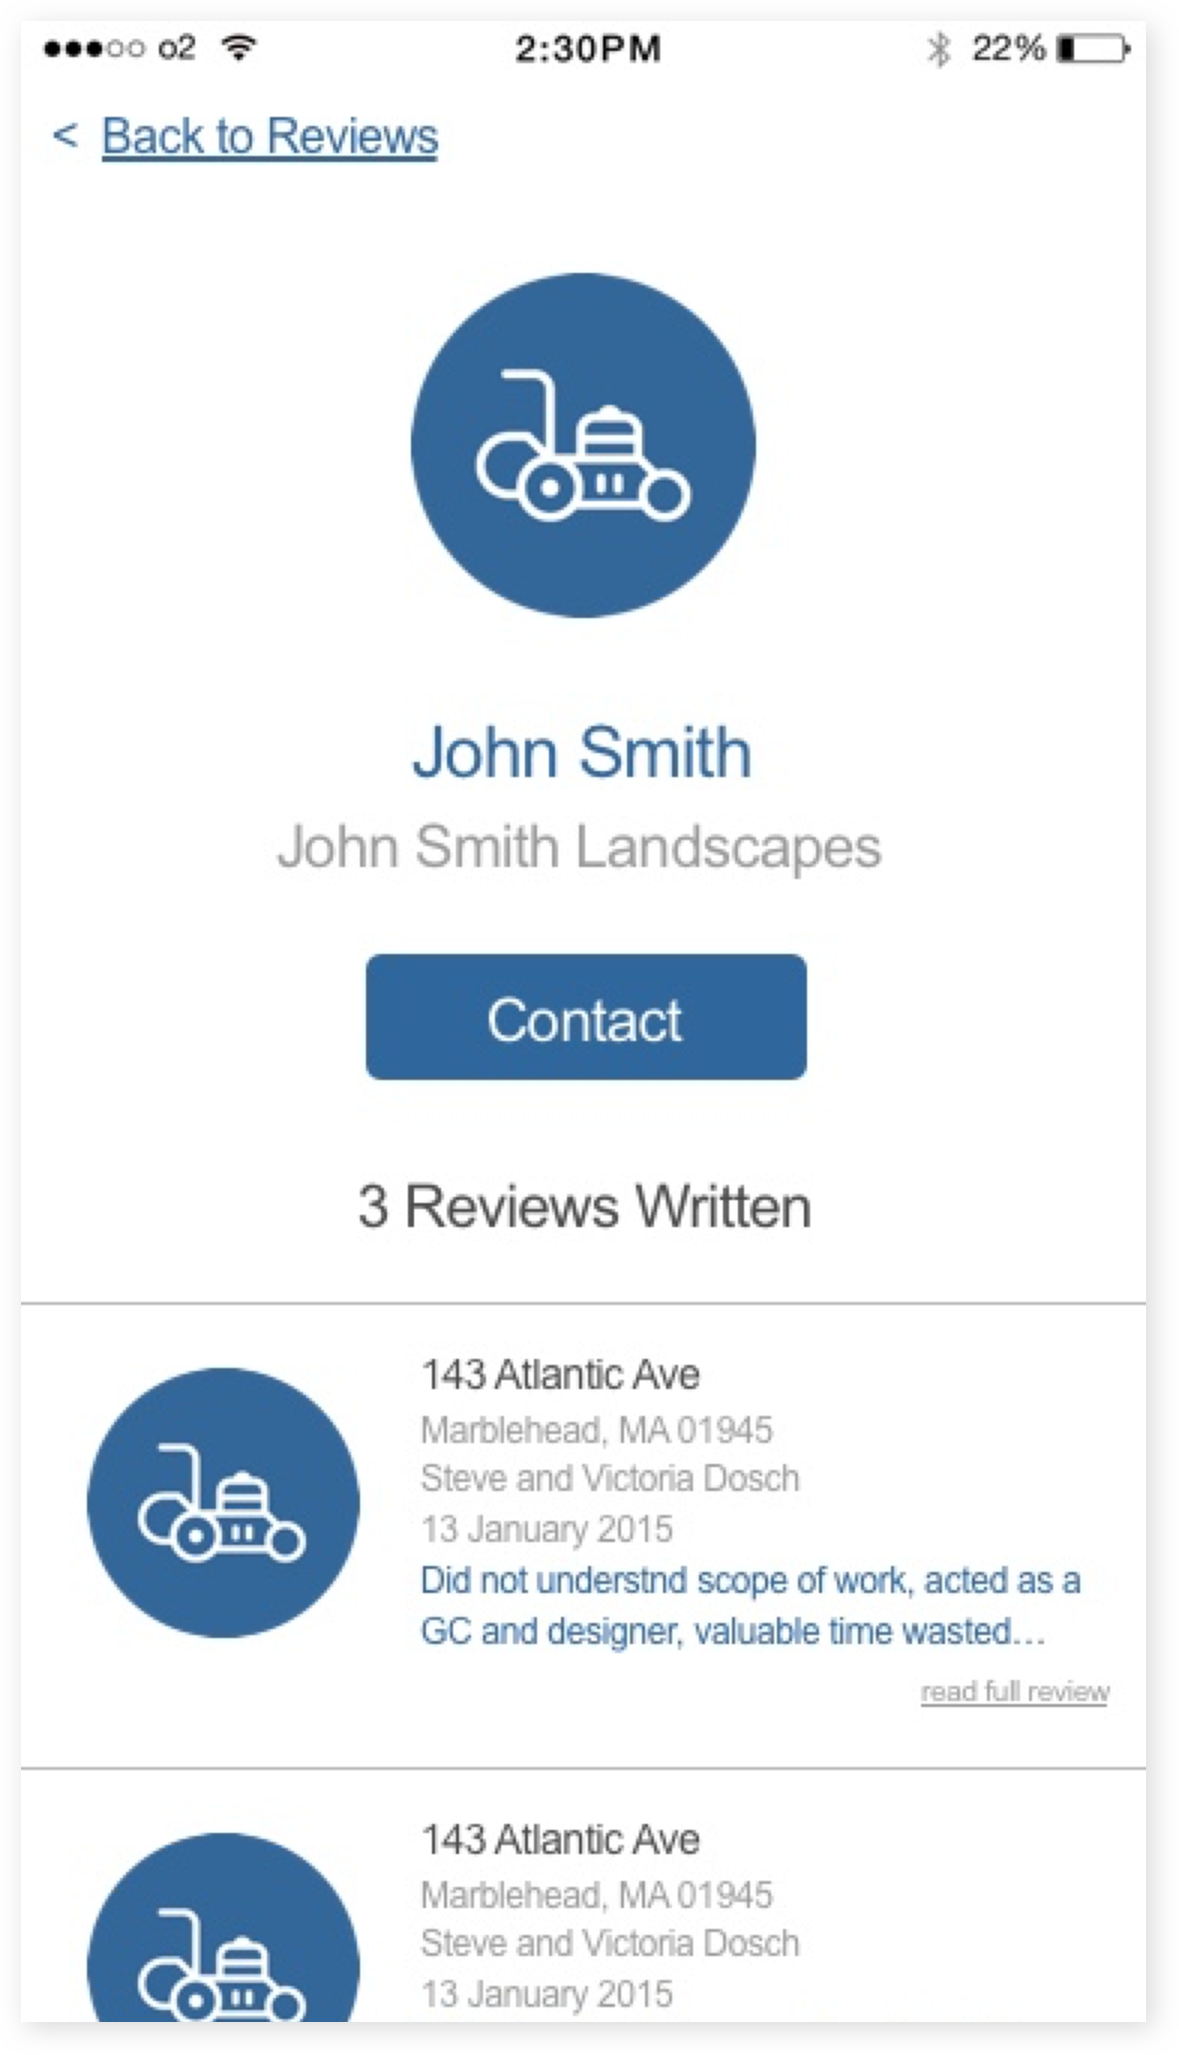 o2 2:30PM 22%
< Back to Reviews
John Smith
John Smith Landscapes
Contact
3 Reviews Written
143 Atlantic Ave
Marblehead, MA 01945
Steve and Victoria Dosch
13 January 2015
Did not understnd scope of work, acted as a
GC and designer, valuable time wasted...
read full review
143 Atlantic Ave
Marblehead, MA 01945
Steve and Victoria Dosch
13 January 2015